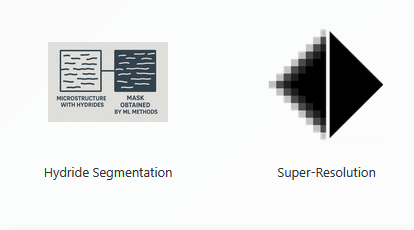 MICROSTRUCTURE
WITH HYDRIDES
MASK
OBTAINED
BY ML METHODS
Hydride Segmentation
Super-Resolution